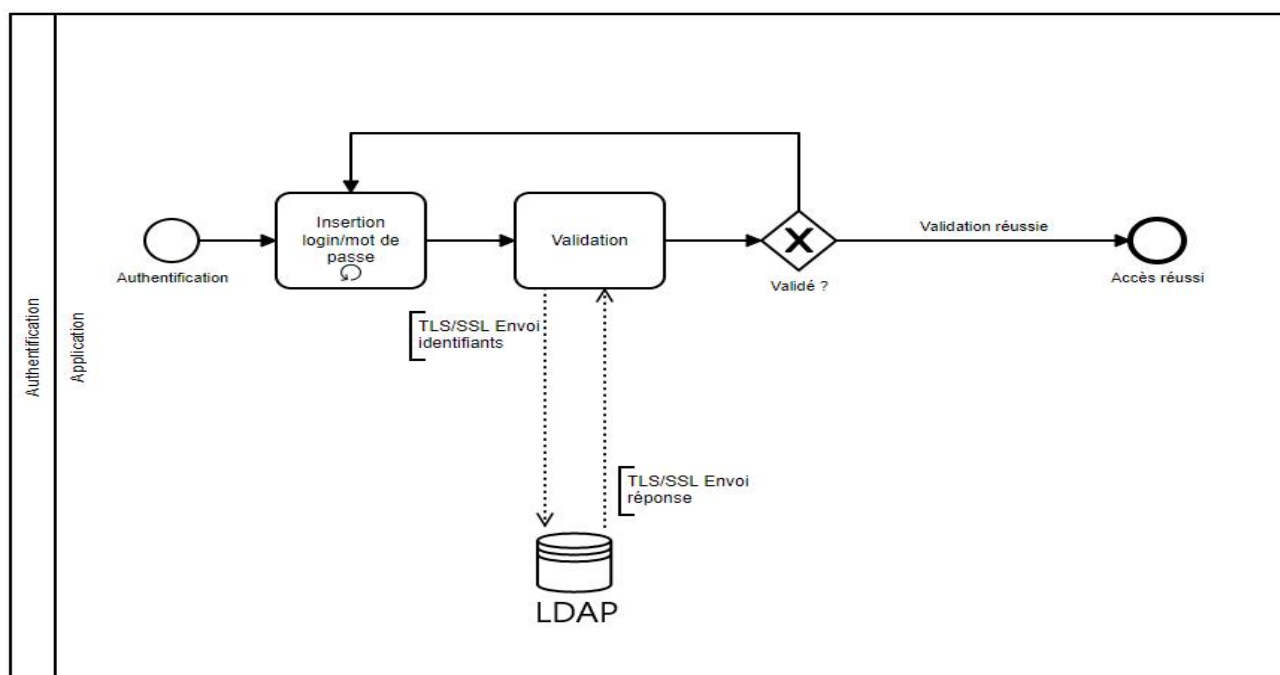 Authentification
Application
Insertion
login/mot de
passe
Validation
Authentification
Validé ?
Validation réussie
Accès réussi
TLS/SSL Envoi
identifiants
TLS/SSL Envoi
réponse
LDAP